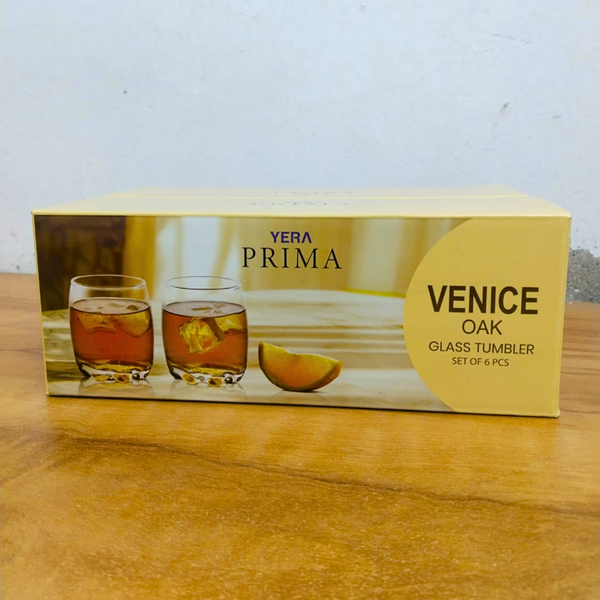 YERA
PRIMA
VENICE
OAK
GLASS TUMBLER
SET OF 6 PCS